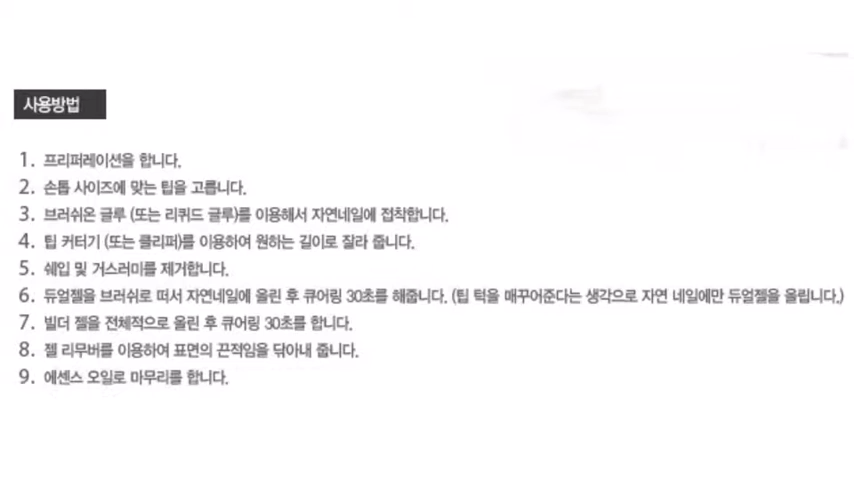 사용방법
1. 프리퍼레이션을 합니다.
2. 손톱 사이즈에 맞는 팁을 고릅니다.
3. 브러쉬온 글루 (또는 리퀴드 글루)를 이용해서 자연네일에 접착합니다.
4. 팁 커터기 (또는 클리퍼)를 이용하여 원하는 길이로 잘라 줍니다.
5. 쉐입 및 거스러미를 제거합니다.
6. 듀얼젤을 브러쉬로 떠서 자연네일에 올린 후 큐어링 30초를 해줍니다. (팁 턱을 매꾸어준다는 생각으로 자연 네일에만 듀얼젤을 올립니다.)
7. 빌더 젤을 전체적으로 올린 후 큐어링 30초를 합니다.
8. 젤 리무버를 이용하여 표면의 끈적임을 닦아내 줍니다.
9. 에센스 오일로 마무리를 합니다.